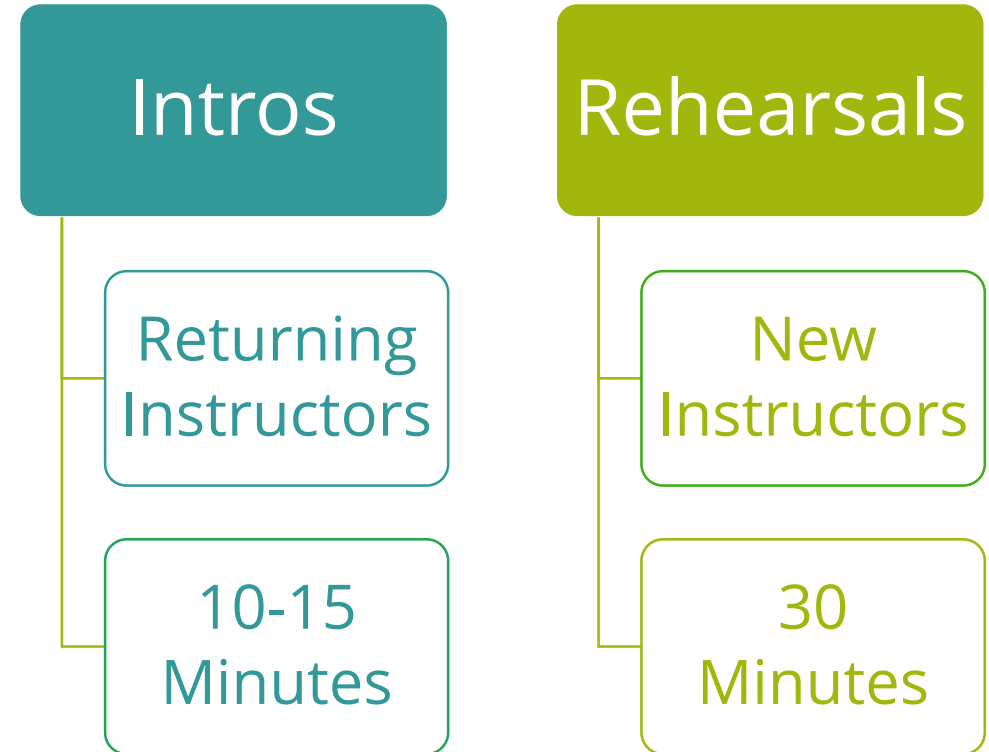 Intros
Returning
Instructors
10-15
Minutes
Rehearsals
New
Instructors
30
Minutes